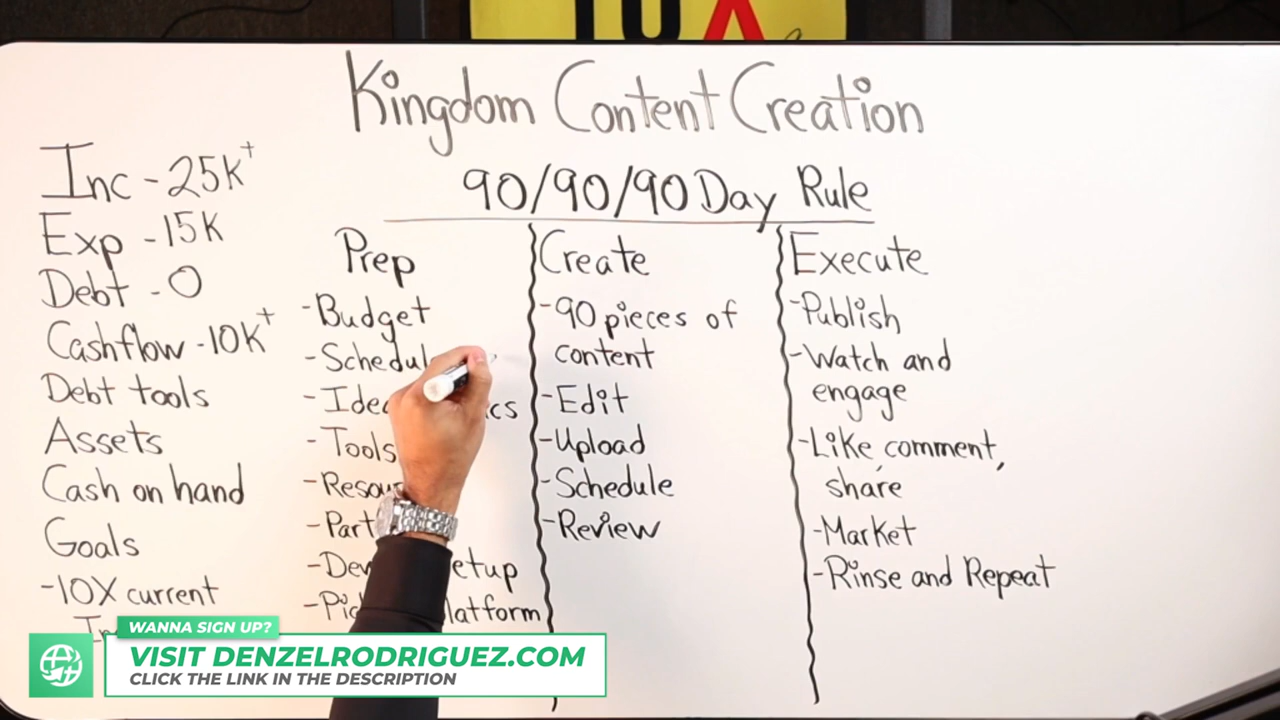 10X
Kingdom Content Creation
90/90/90 Day Rule
Inc - 25K+
Exp - 15K
Debt - 0
Cashflow - 10K+
Debt tools
Assets
Cash on hand
Goals
- 10X current
Prep
- Budget
- Tools
Create
- 90 pieces of
content
- Edit
- Upload
- Schedule
- Review
Execute
- Publish
- Watch and
engage
- Like, comment,
share
- Market
- Rinse and Repeat
WANNA SIGN UP?
VISIT DENZELRODRIGUEZ.COM
CLICK THE LINK IN THE DESCRIPTION